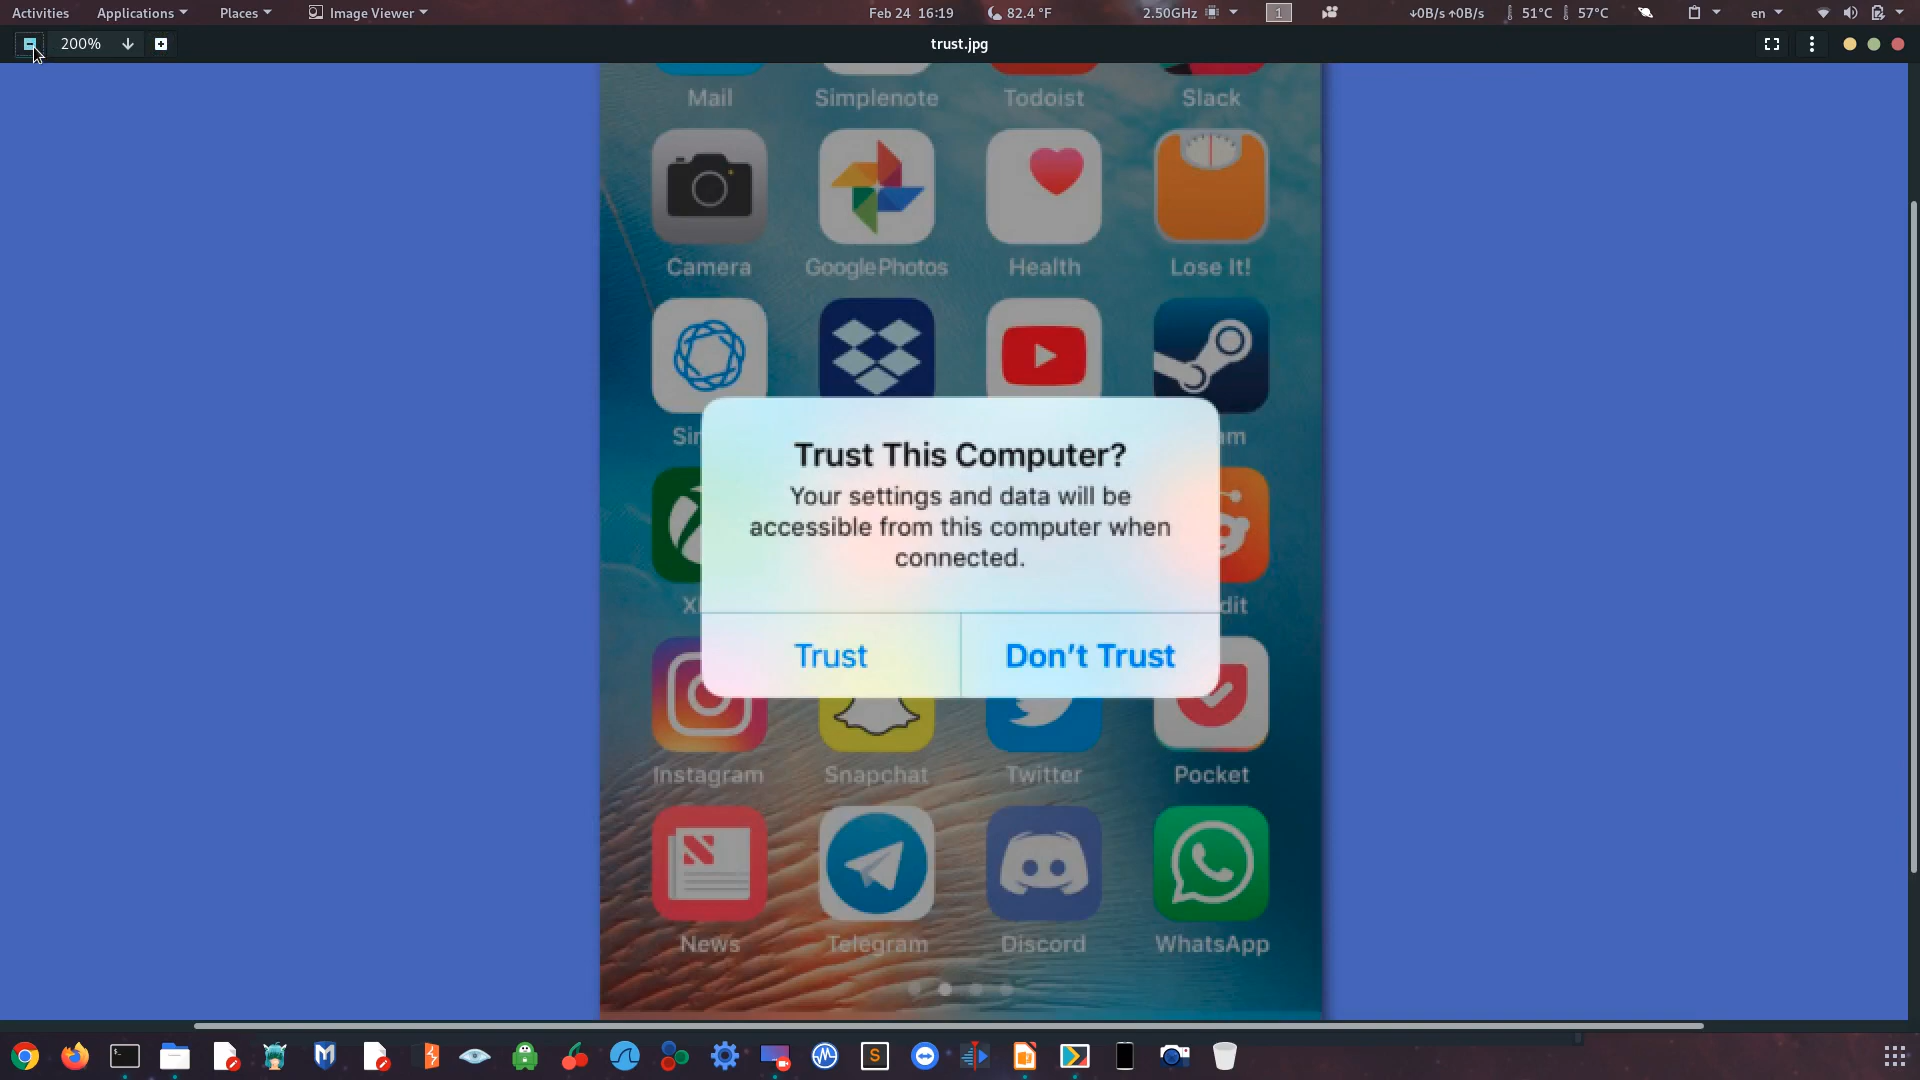 Activities Applications Places Image Viewer Feb 24 16:19 82.4 °F 2.50GHz 1 ↓0B/s ↑0B/s 51°C 57°C en
200% trust.jpg
Mail Simplenote Todoist Slack
Camera Google Photos Health Lose It!
Sim am
Trust This Computer?
Your settings and data will be
accessible from this computer when
connected.
X dit
Trust Don't Trust
Instagram Snapchat Twitter Pocket
News Telegram Discord WhatsApp
S